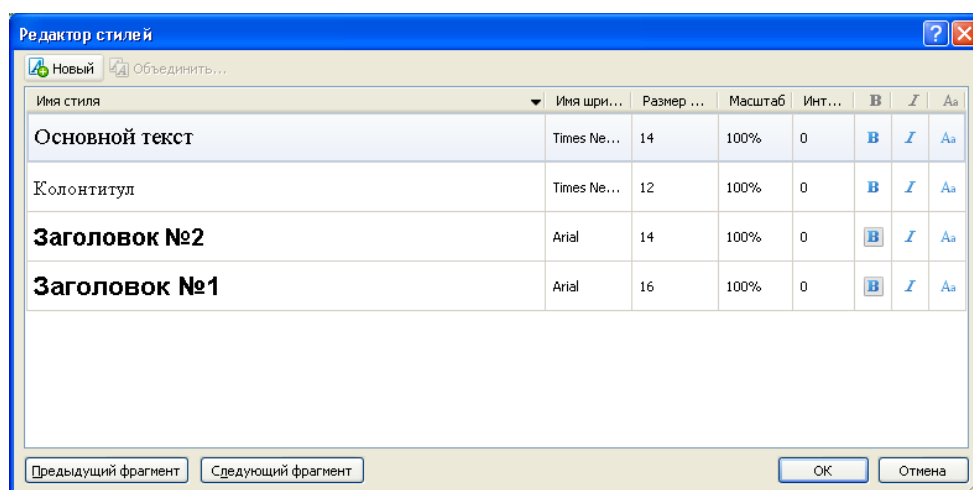 Редактор стилей
Новый Объединить...
Имя стиля Имя шри... Размер ... Масштаб Инт... B I Aa
Основной текст Times Ne... 14 100% 0 B I Aa
Колонтитул Times Ne... 12 100% 0 B I Aa
Заголовок №2 Arial 14 100% 0 B I Aa
Заголовок №1 Arial 16 100% 0 B I Aa
Предыдущий фрагмент Следующий фрагмент ОК Отмена